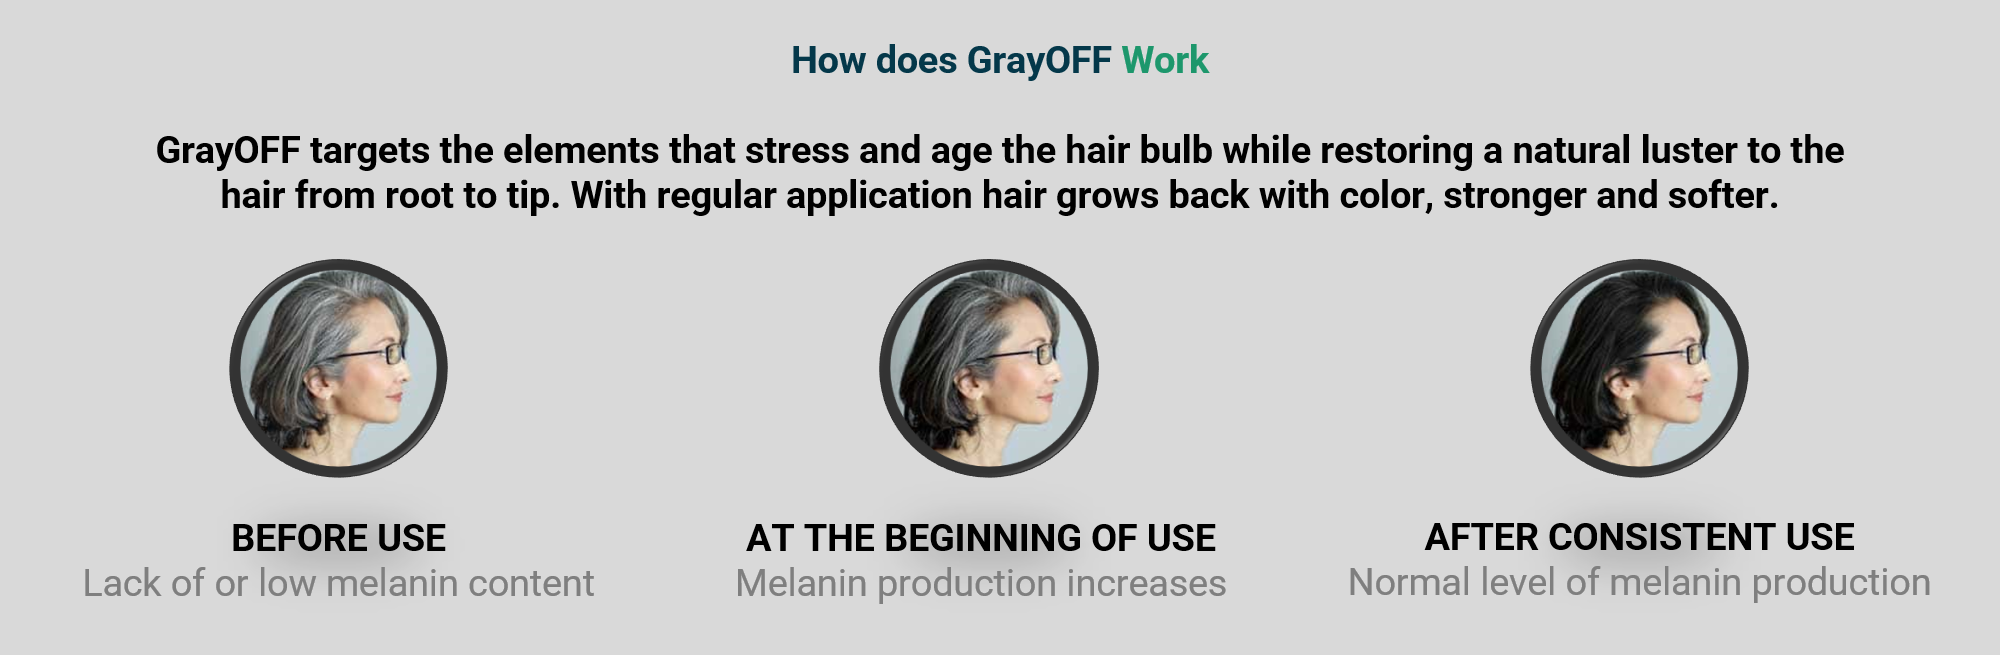 How does GrayOFF Work
GrayOFF targets the elements that stress and age the hair bulb while restoring a natural luster to the
hair from root to tip. With regular application hair grows back with color, stronger and softer.
BEFORE USE
Lack of or low melanin content
AT THE BEGINNING OF USE
Melanin production increases
AFTER CONSISTENT USE
Normal level of melanin production